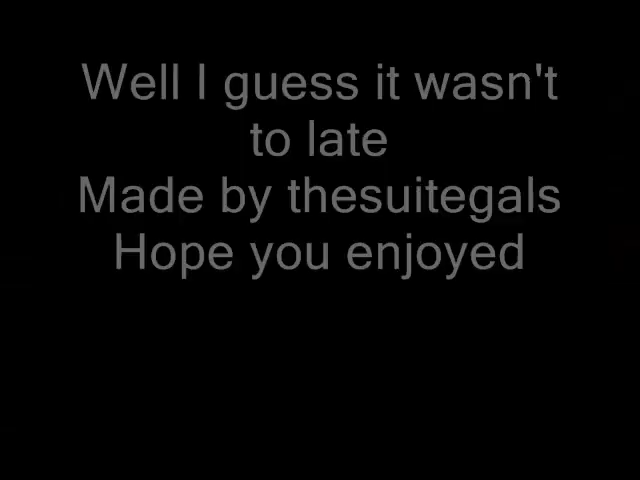 Well I guess it wasn't
to late
Made by thesuitegals
Hope you enjoyed